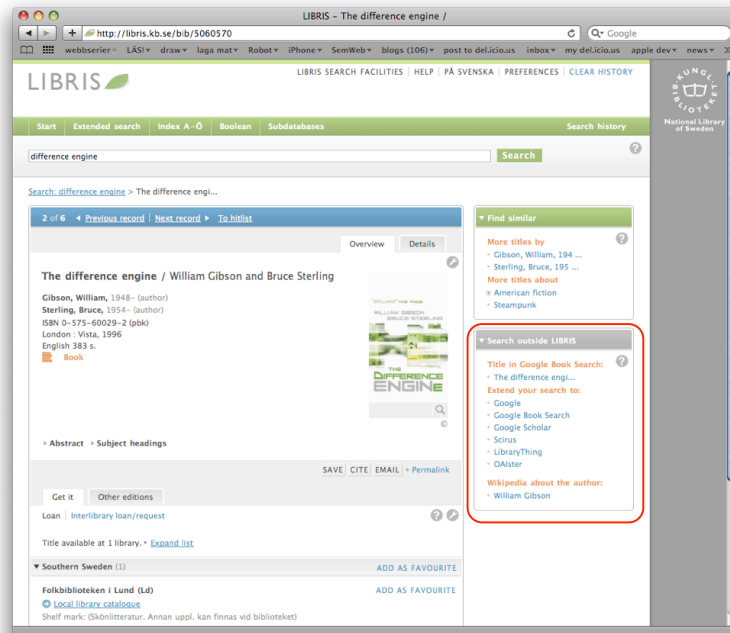 LIBRIS – The difference engine /
http://libris.kb.se/bib/5060570
Google
webbserier LÄS! draw laga mat Robot iPhone SemWeb blogs (106) post to del.icio.us inbox my del.icio.us apple dev news
LIBRIS
LIBRIS SEARCH FACILITIES | HELP | PÅ SVENSKA | PREFERENCES | CLEAR HISTORY
KUNGL BIBLIOTEKET
National Library
of Sweden
Start Extended search Index A–Ö Boolean Subdatabases Search history
difference engine Search ?
Search: difference engine > The difference engi...
2 of 6 Previous record | Next record To hitlist
Overview Details
The difference engine / William Gibson and Bruce Sterling
Gibson, William, 1948– (author)
Sterling, Bruce, 1954– (author)
ISBN 0–575–60029–2 (pbk)
London : Vista, 1996
English 383 s.
Book
WILLIAM GIBSON
BRUCE STERLING
THE
DIFFERENCE
ENGINE
©
Abstract Subject headings
SAVE CITE EMAIL Permalink
Get it Other editions
Loan | Interlibrary loan/request ?
Title available at 1 library. • Expand list
Southern Sweden (1) ADD AS FAVOURITE
Folkbiblioteken i Lund (Ld) ADD AS FAVOURITE
Local library catalogue
Shelf mark: (Skönlitteratur. Annan uppl. kan finnas vid biblioteket)
Find similar
More titles by ?
Gibson, William, 194 ...
Sterling, Bruce, 195 ...
More titles about
American fiction
Steampunk
Search outside LIBRIS
Title in Google Book Search: ?
The difference engi...
Extend your search to:
Google
Google Book Search
Google Scholar
Scirus
LibraryThing
OAIster
Wikipedia about the author:
William Gibson